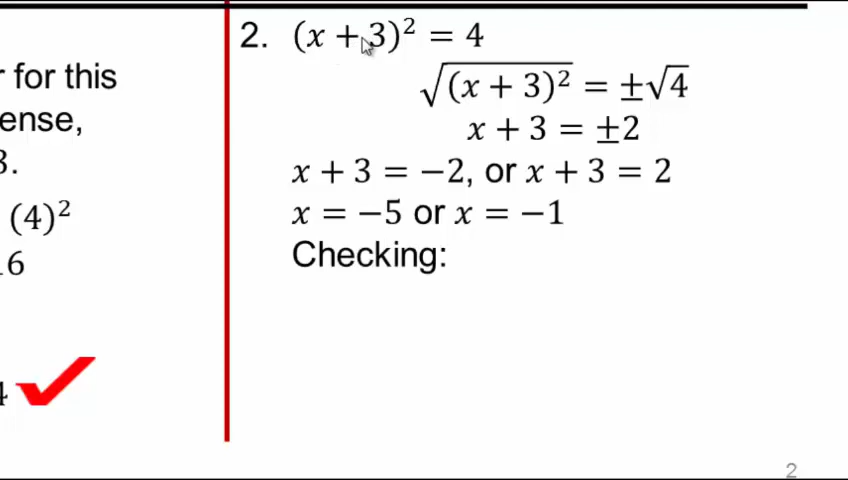 r for this
ense,
3.
(4)²
16
4
2. (x + 3)² = 4
√(x + 3)² = ±√4
x + 3 = ±2
x + 3 = −2, or x + 3 = 2
x = −5 or x = −1
Checking:
2